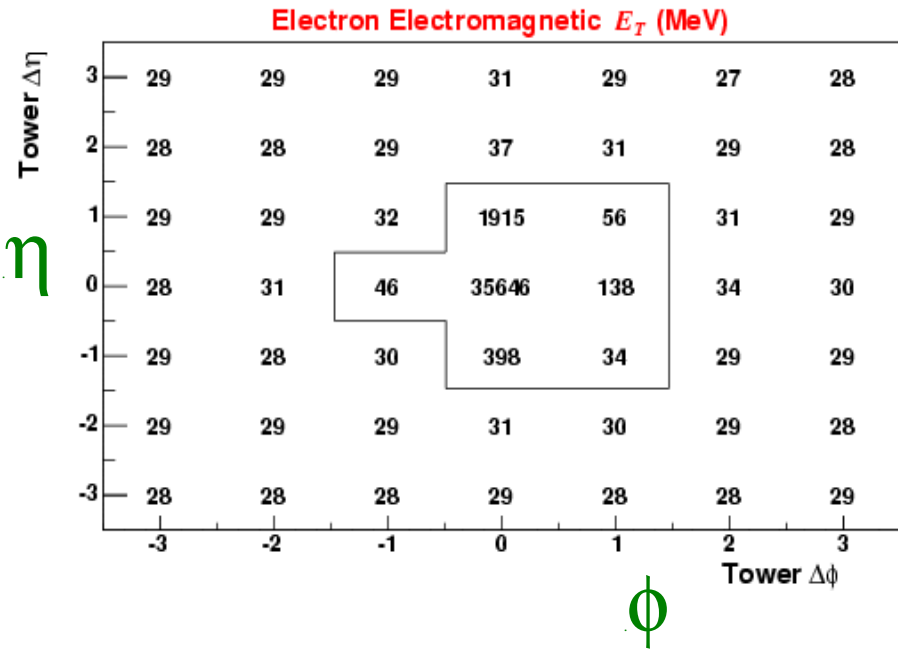 Electron Electromagnetic E_T (MeV)
Tower Δη
η
3 29 29 29 31 29 27 28
2 28 28 29 37 31 29 28
1 29 29 32 1915 56 31 29
0 28 31 46 35646 138 34 30
-1 29 28 30 398 34 29 29
-2 29 29 29 31 30 29 28
-3 28 28 28 29 28 28 29
-3 -2 -1 0 1 2 3
Tower Δϕ
ϕ